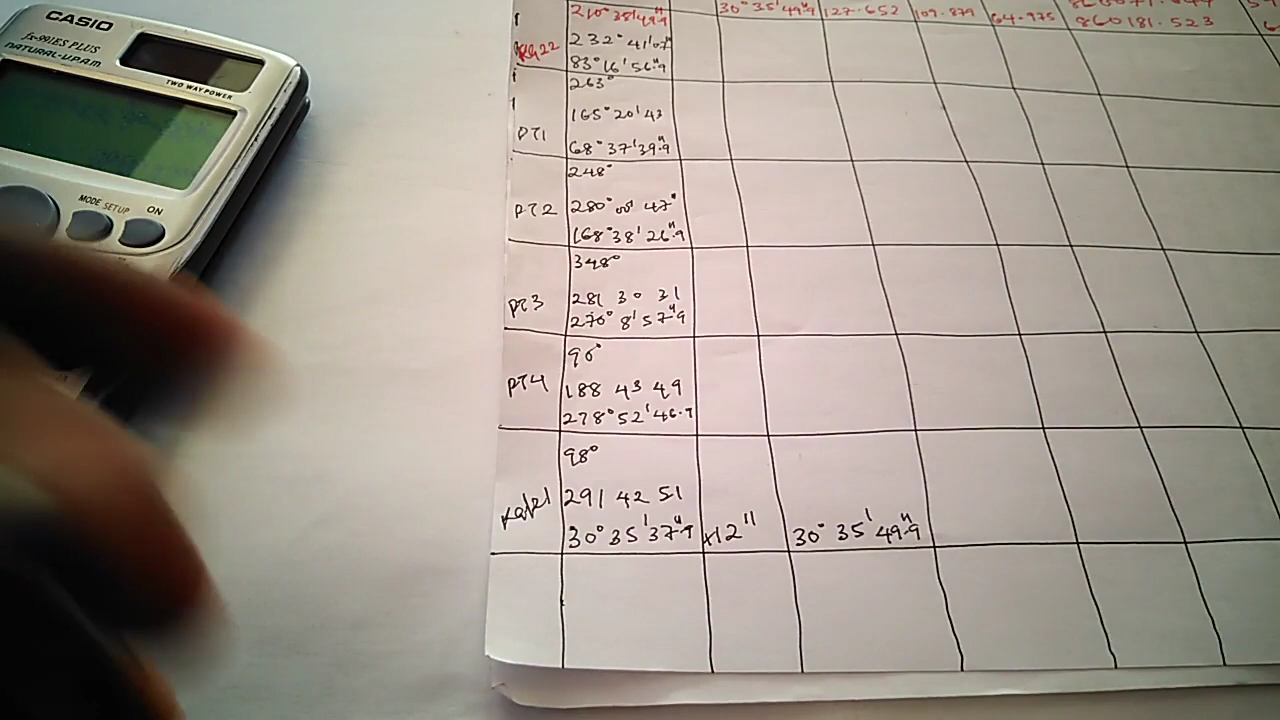 CASIO
fx-991ES PLUS
NATURAL-V.P.A.M.
TWO WAY POWER
MODE SETUP ON
210° 38' 49".9 30° 35' 49".9 127.652 109.879 64.975
860181.523
232° 41' 07"
83° 16' 56".9
263°
PT1 165° 20' 43
68° 37' 39".9
248°
PT2 280° 00' 47"
168° 38' 26".9
348°
PT3 281 30 31
270° 8' 57".9
90°
PT4 188 43 49
278° 52' 46.9
98°
291 42 51
30° 35' 37".9 +12" 30° 35' 49".9